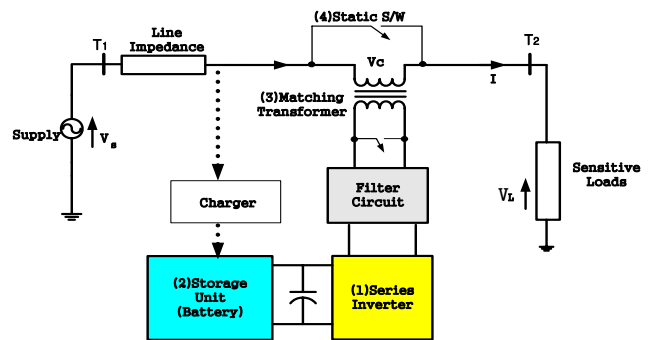 (4)Static S/W
Line
Impedance
T1
T2
Vc
I
(3)Matching
Transformer
Supply
Vs
Filter
Circuit
Sensitive
Loads
VL
Charger
(2)Storage
Unit
(Battery)
(1)Series
Inverter